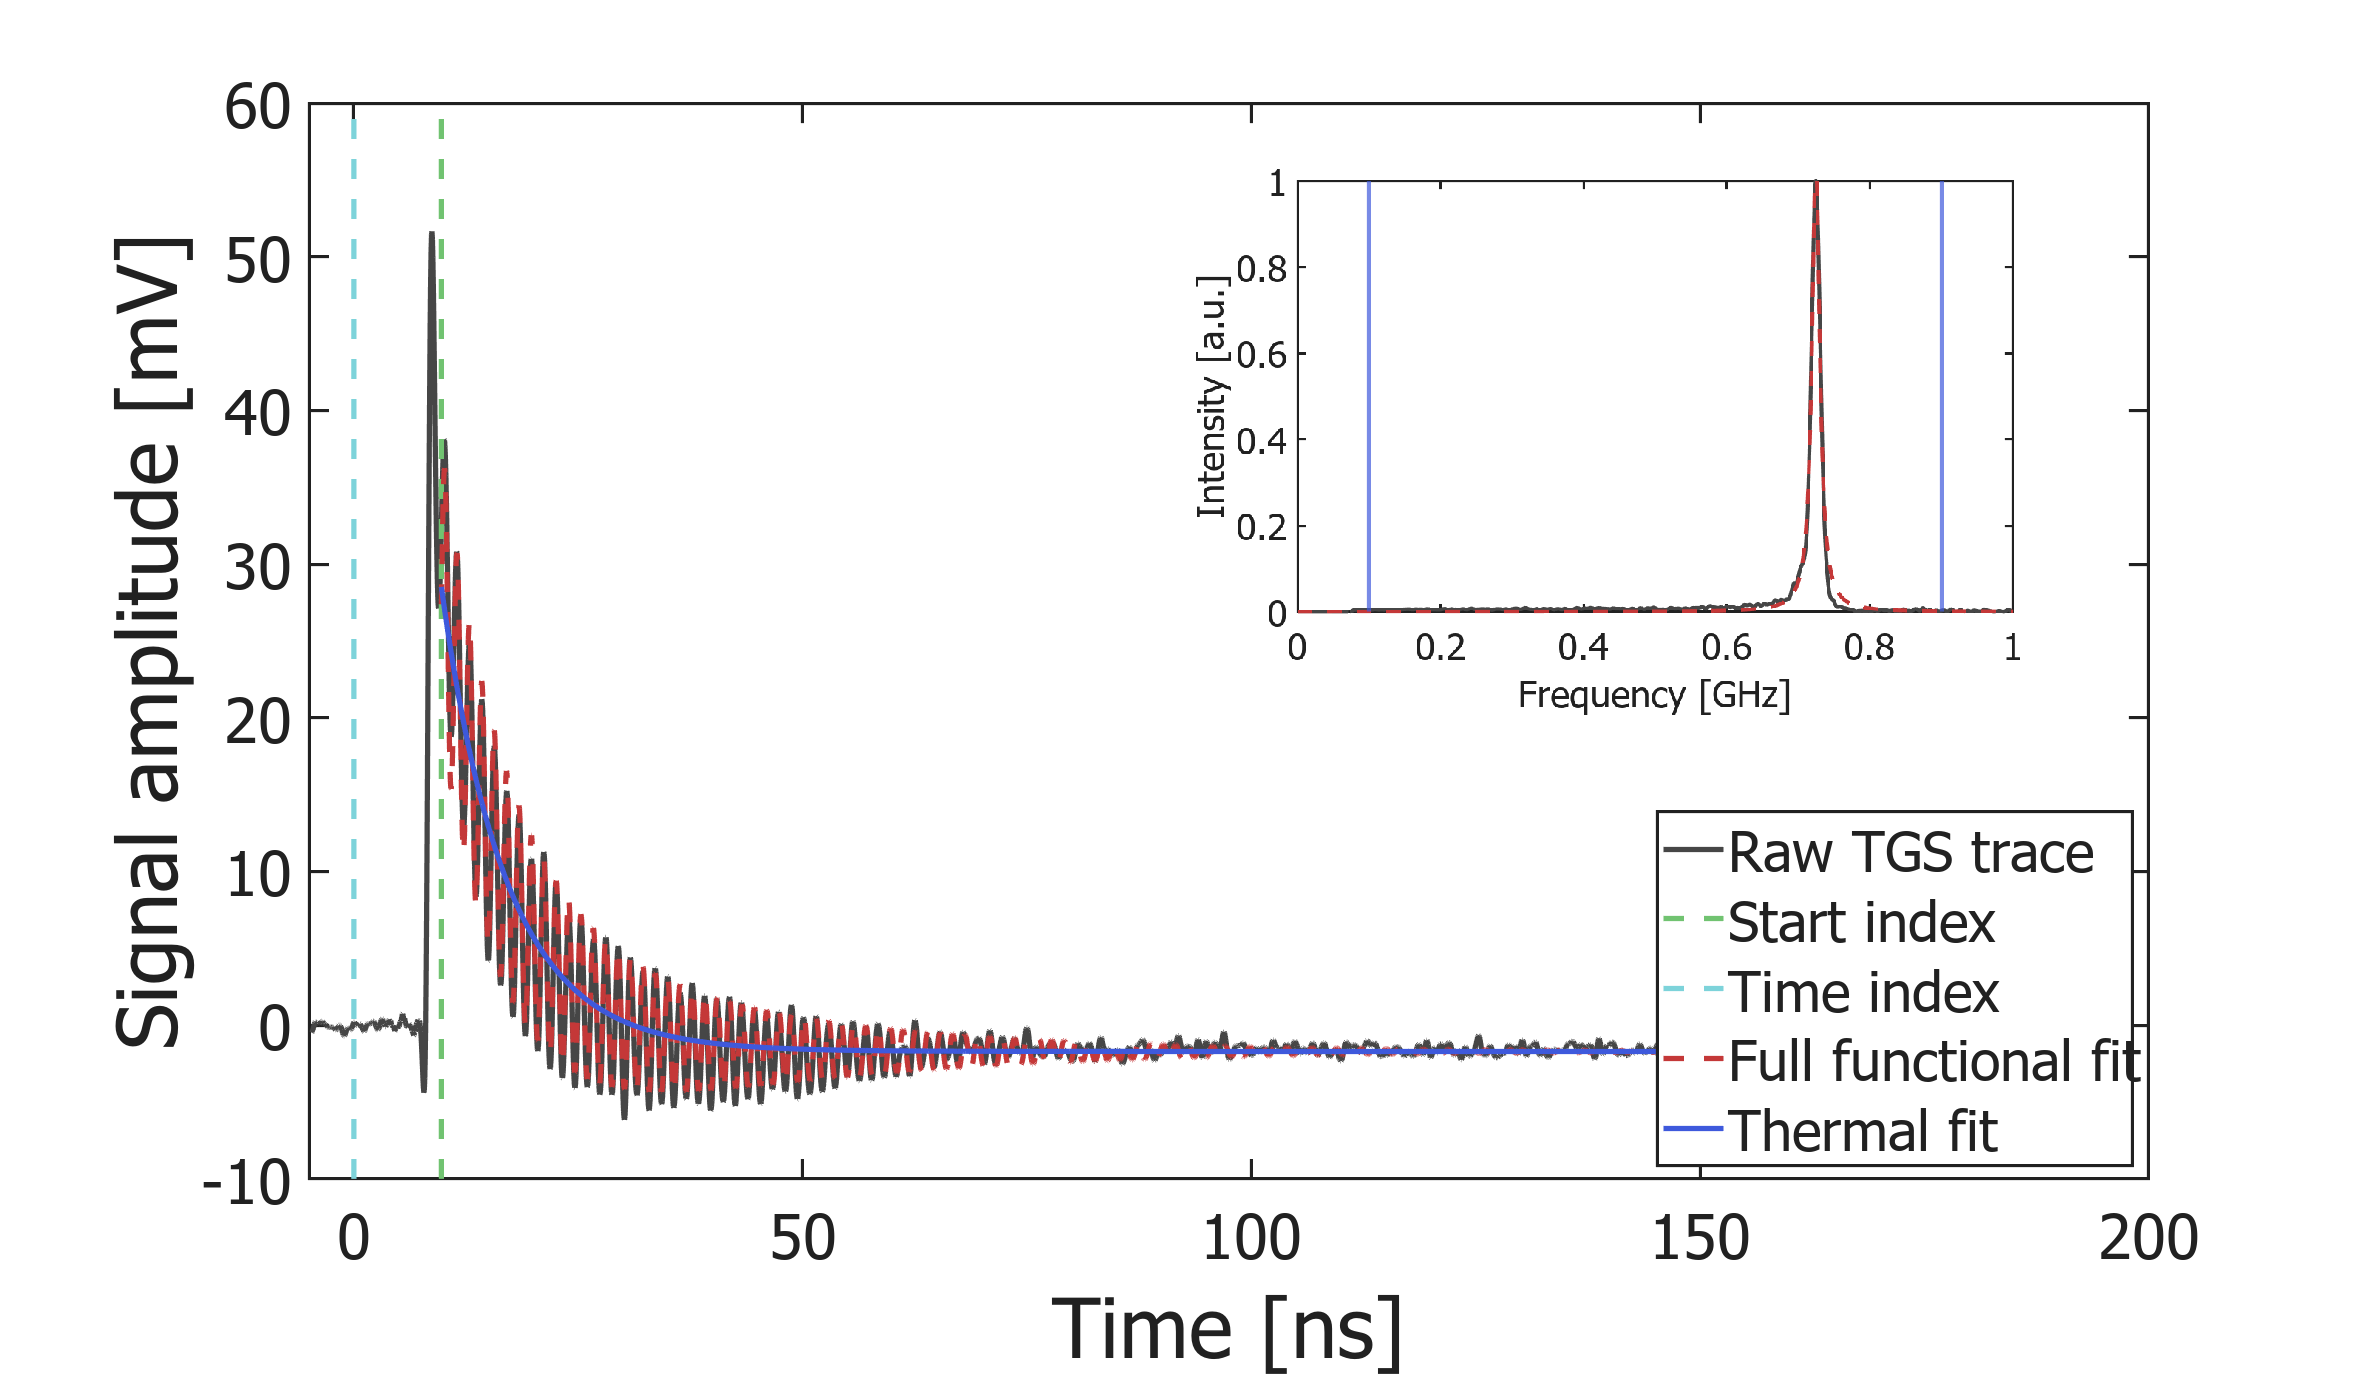 Signal amplitude [mV]
60
50
40
30
20
10
0
-10
0
50
100
150
200
Time [ns]
Intensity [a.u.]
1
0.8
0.6
0.4
0.2
0
0
0.2
0.4
0.6
0.8
1
Frequency [GHz]
Raw TGS trace
Start index
Time index
Full functional fit
Thermal fit